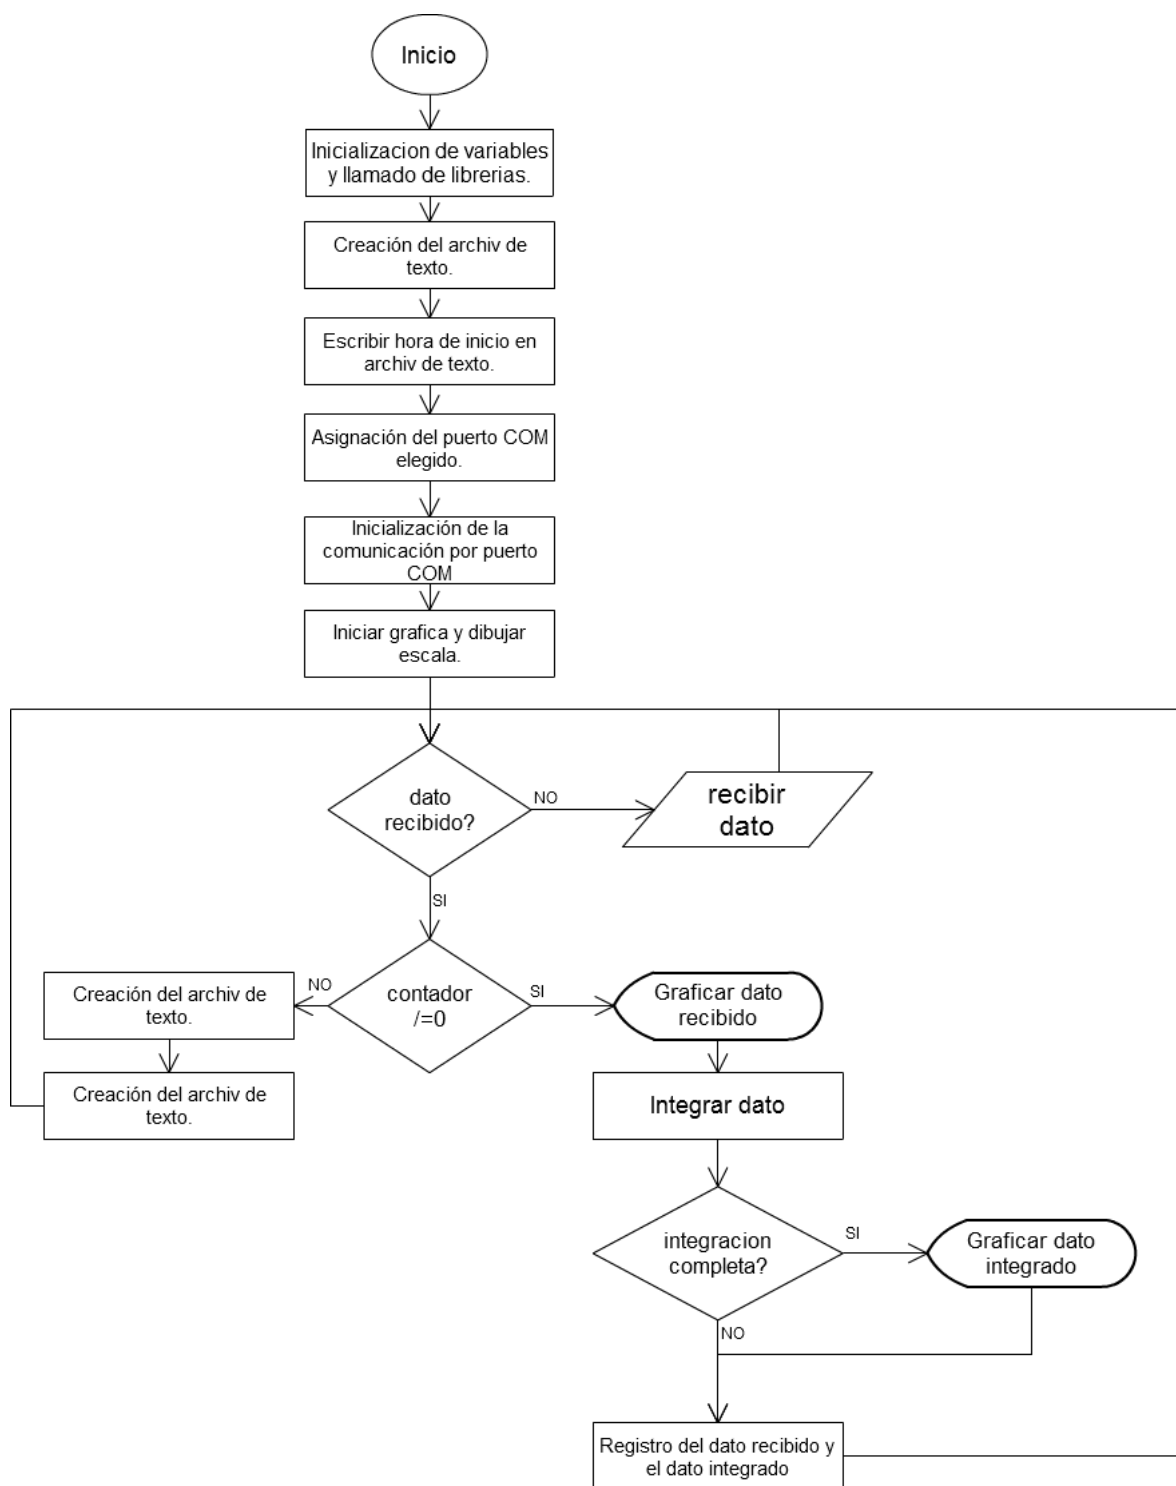 Inicio
Inicializacion de variables
y llamado de librerias.
Creación del archiv de
texto.
Escribir hora de inicio en
archiv de texto.
Asignación del puerto COM
elegido.
Inicialización de la
comunicación por puerto
COM
Iniciar grafica y dibujar
escala.
dato
recibido?
NO
recibir
dato
SI
contador
/=0
NO
Creación del archiv de
texto.
Creación del archiv de
texto.
SI
Graficar dato
recibido
Integrar dato
integracion
completa?
SI
Graficar dato
integrado
NO
Registro del dato recibido y
el dato integrado